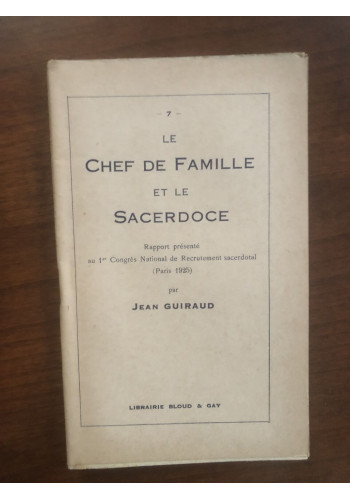 - 7 -
LE
CHEF DE FAMILLE
ET LE
SACERDOCE
Rapport présenté
au 1er Congrès National de Recrutement sacerdotal
(Paris 1925)
par
JEAN GUIRAUD
LIBRAIRIE BLOUD & GAY